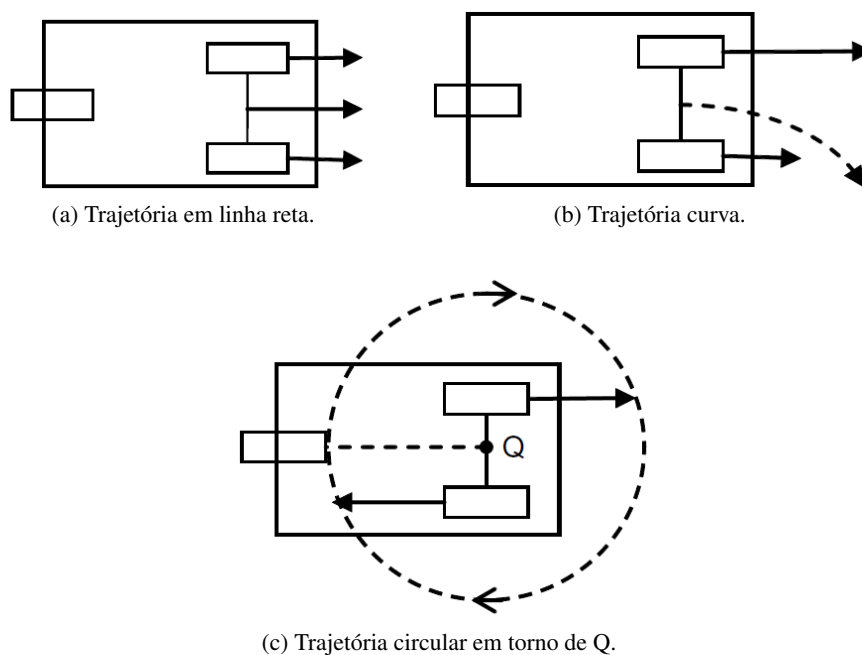 (a) Trajetória em linha reta.
(b) Trajetória curva.
Q
(c) Trajetória circular em torno de Q.